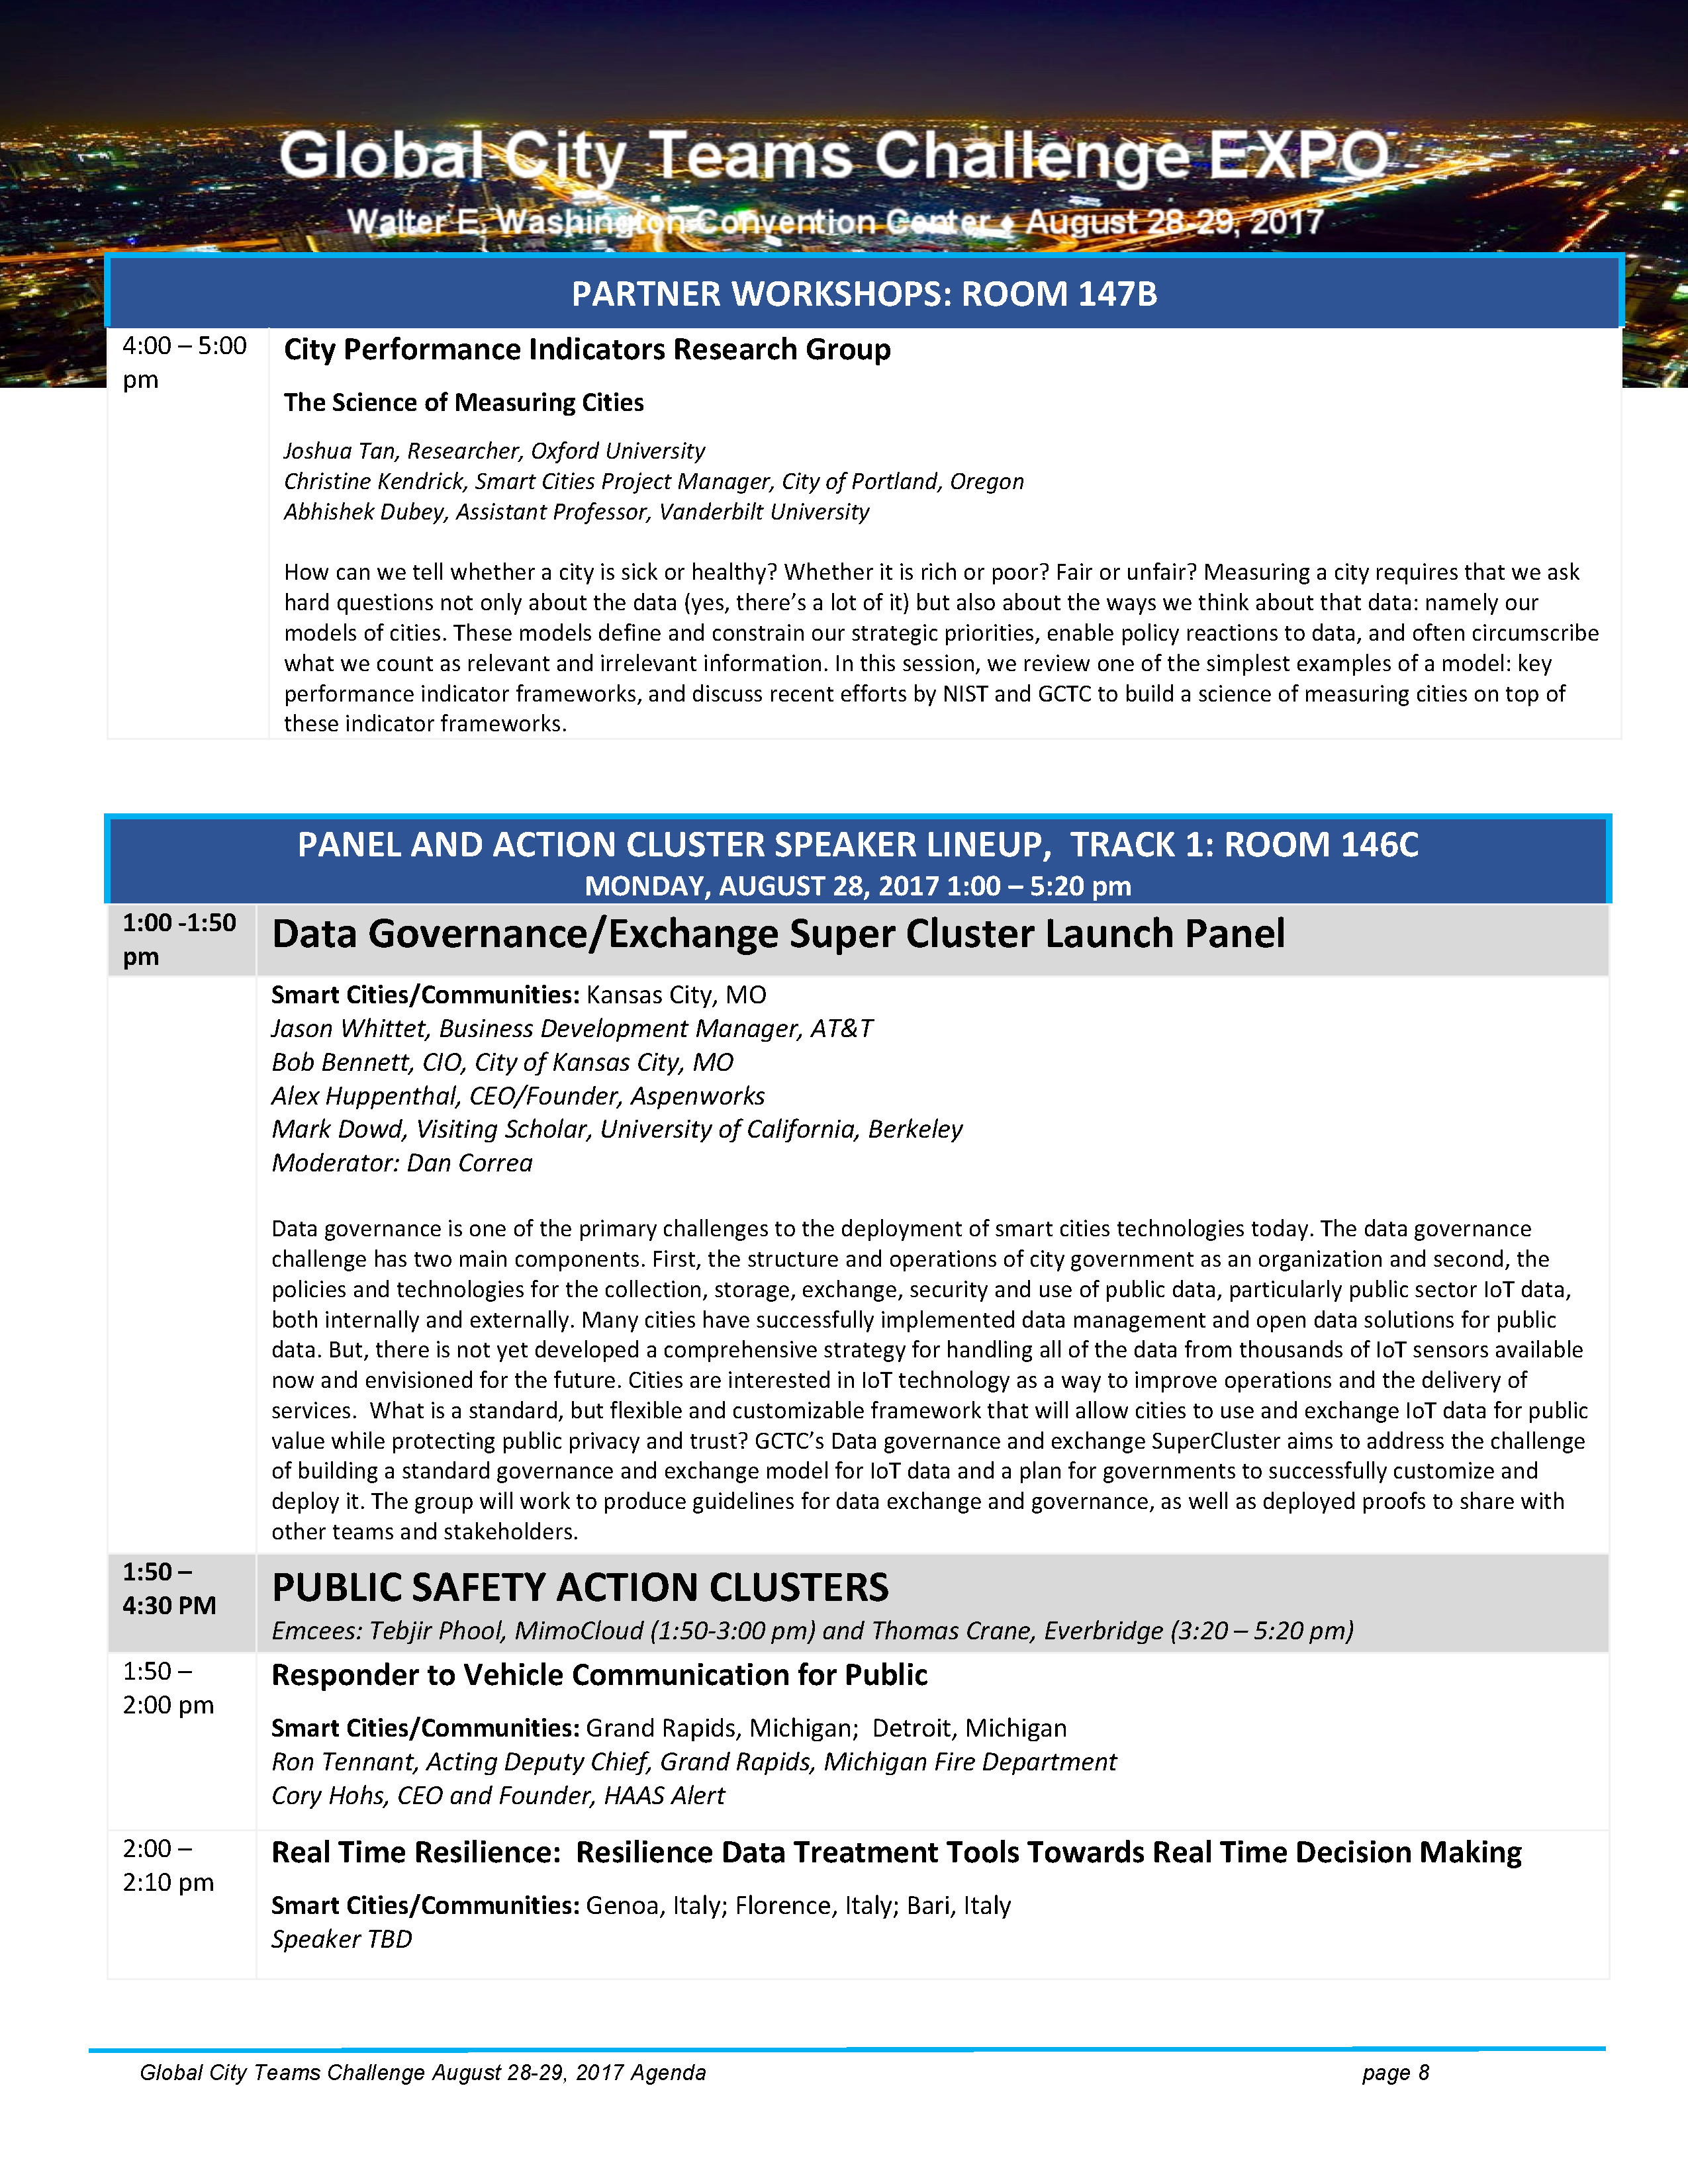 Global City Teams Challenge EXPO
Walter E. Washington Convention Center ♦ August 28-29, 2017
PARTNER WORKSHOPS: ROOM 147B
4:00 – 5:00
pm
City Performance Indicators Research Group
The Science of Measuring Cities
Joshua Tan, Researcher, Oxford University
Christine Kendrick, Smart Cities Project Manager, City of Portland, Oregon
Abhishek Dubey, Assistant Professor, Vanderbilt University
How can we tell whether a city is sick or healthy? Whether it is rich or poor? Fair or unfair? Measuring a city requires that we ask
hard questions not only about the data (yes, there’s a lot of it) but also about the ways we think about that data: namely our
models of cities. These models define and constrain our strategic priorities, enable policy reactions to data, and often circumscribe
what we count as relevant and irrelevant information. In this session, we review one of the simplest examples of a model: key
performance indicator frameworks, and discuss recent efforts by NIST and GCTC to build a science of measuring cities on top of
these indicator frameworks.
PANEL AND ACTION CLUSTER SPEAKER LINEUP,  TRACK 1: ROOM 146C
MONDAY, AUGUST 28, 2017 1:00 – 5:20 pm
1:00 -1:50
pm
Data Governance/Exchange Super Cluster Launch Panel
Smart Cities/Communities: Kansas City, MO
Jason Whittet, Business Development Manager, AT&T
Bob Bennett, CIO, City of Kansas City, MO
Alex Huppenthal, CEO/Founder, Aspenworks
Mark Dowd, Visiting Scholar, University of California, Berkeley
Moderator: Dan Correa
Data governance is one of the primary challenges to the deployment of smart cities technologies today. The data governance
challenge has two main components. First, the structure and operations of city government as an organization and second, the
policies and technologies for the collection, storage, exchange, security and use of public data, particularly public sector IoT data,
both internally and externally. Many cities have successfully implemented data management and open data solutions for public
data. But, there is not yet developed a comprehensive strategy for handling all of the data from thousands of IoT sensors available
now and envisioned for the future. Cities are interested in IoT technology as a way to improve operations and the delivery of
services.  What is a standard, but flexible and customizable framework that will allow cities to use and exchange IoT data for public
value while protecting public privacy and trust? GCTC’s Data governance and exchange SuperCluster aims to address the challenge
of building a standard governance and exchange model for IoT data and a plan for governments to successfully customize and
deploy it. The group will work to produce guidelines for data exchange and governance, as well as deployed proofs to share with
other teams and stakeholders.
1:50 –
4:30 PM
PUBLIC SAFETY ACTION CLUSTERS
Emcees: Tebjir Phool, MimoCloud (1:50-3:00 pm) and Thomas Crane, Everbridge (3:20 – 5:20 pm)
1:50 –
2:00 pm
Responder to Vehicle Communication for Public
Smart Cities/Communities: Grand Rapids, Michigan;  Detroit, Michigan
Ron Tennant, Acting Deputy Chief, Grand Rapids, Michigan Fire Department
Cory Hohs, CEO and Founder, HAAS Alert
2:00 –
2:10 pm
Real Time Resilience:  Resilience Data Treatment Tools Towards Real Time Decision Making
Smart Cities/Communities: Genoa, Italy; Florence, Italy; Bari, Italy
Speaker TBD
Global City Teams Challenge August 28-29, 2017 Agenda page 8